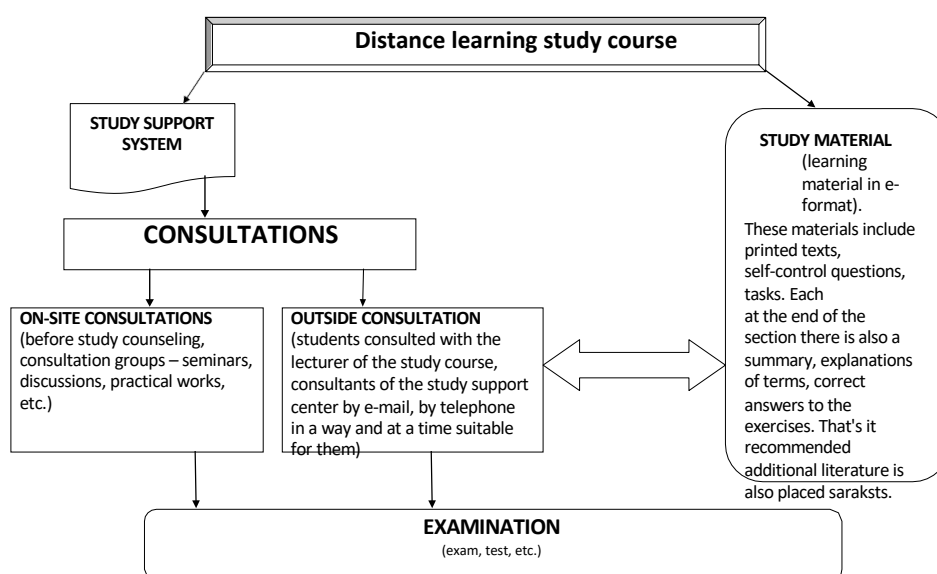 Distance learning study course
STUDY SUPPORT
SYSTEM
CONSULTATIONS
ON-SITE CONSULTATIONS
(before study counseling,
consultation groups – seminars,
discussions, practical works,
etc.)
OUTSIDE CONSULTATION
(students consulted with the
lecturer of the study course,
consultants of the study support
center by e-mail, by telephone
in a way and at a time suitable
for them)
STUDY MATERIAL
(learning
material in e-
format).
These materials include
printed texts,
self-control questions,
tasks. Each
at the end of the
section there is also a
summary, explanations
of terms, correct
answers to the
exercises. That's it
recommended
additional literature is
also placed saraksts.
EXAMINATION
(exam, test, etc.)